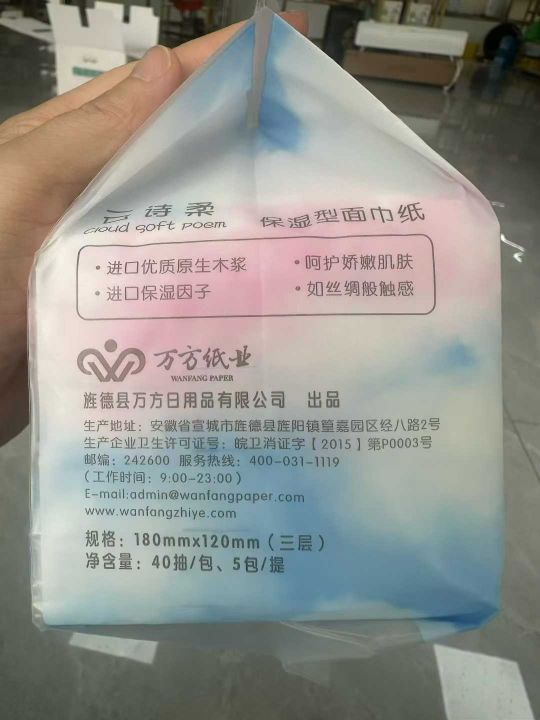 云诗柔 保湿型面巾纸
cloud soft poem
·进口优质原生木浆 ·呵护娇嫩肌肤
·进口保湿因子 ·如丝绸般触感
万方纸业
WANFANG PAPER
旌德县万方日用品有限公司 出品
生产地址: 安徽省宣城市旌德县旌阳镇篁嘉园区经八路2号
生产企业卫生许可证号: 皖卫消证字【2015】第P0003号
邮编: 242600 服务热线: 400-031-1119
(工作时间: 9:00-23:00)
E-mail:admin@wanfangpaper.com
www.wanfangzhiye.com
规格: 180mmx120mm (三层)
净含量: 40抽/包、5包/提